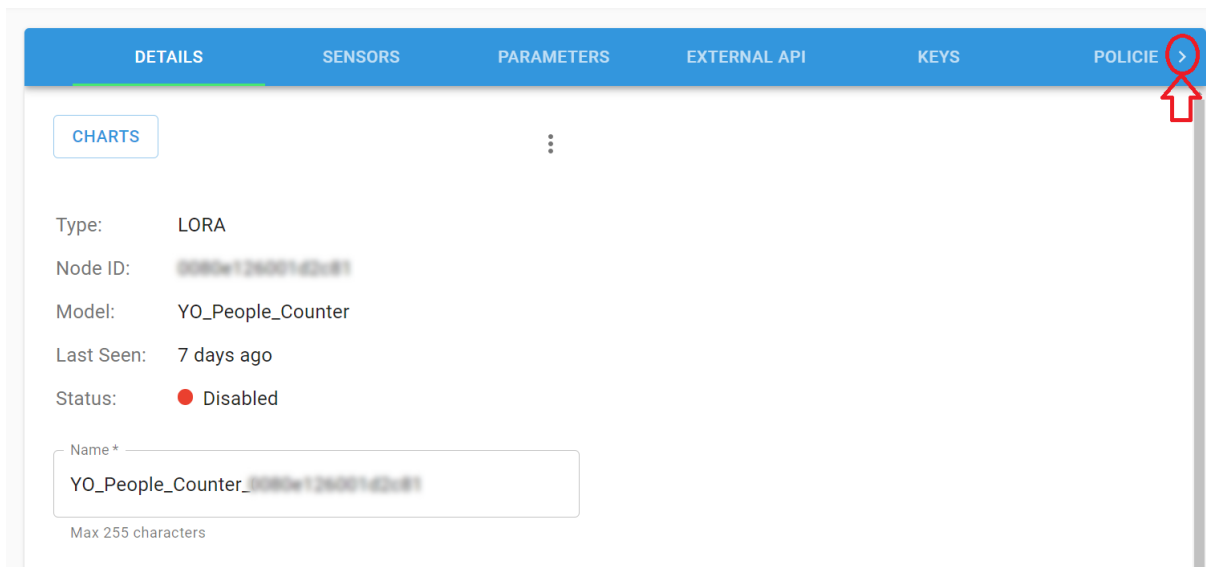 DETAILS SENSORS PARAMETERS EXTERNAL API KEYS POLICIE
CHARTS
Type: LORA
Node ID:
Model: YO_People_Counter
Last Seen: 7 days ago
Status: Disabled
Name *
YO_People_Counter_
Max 255 characters